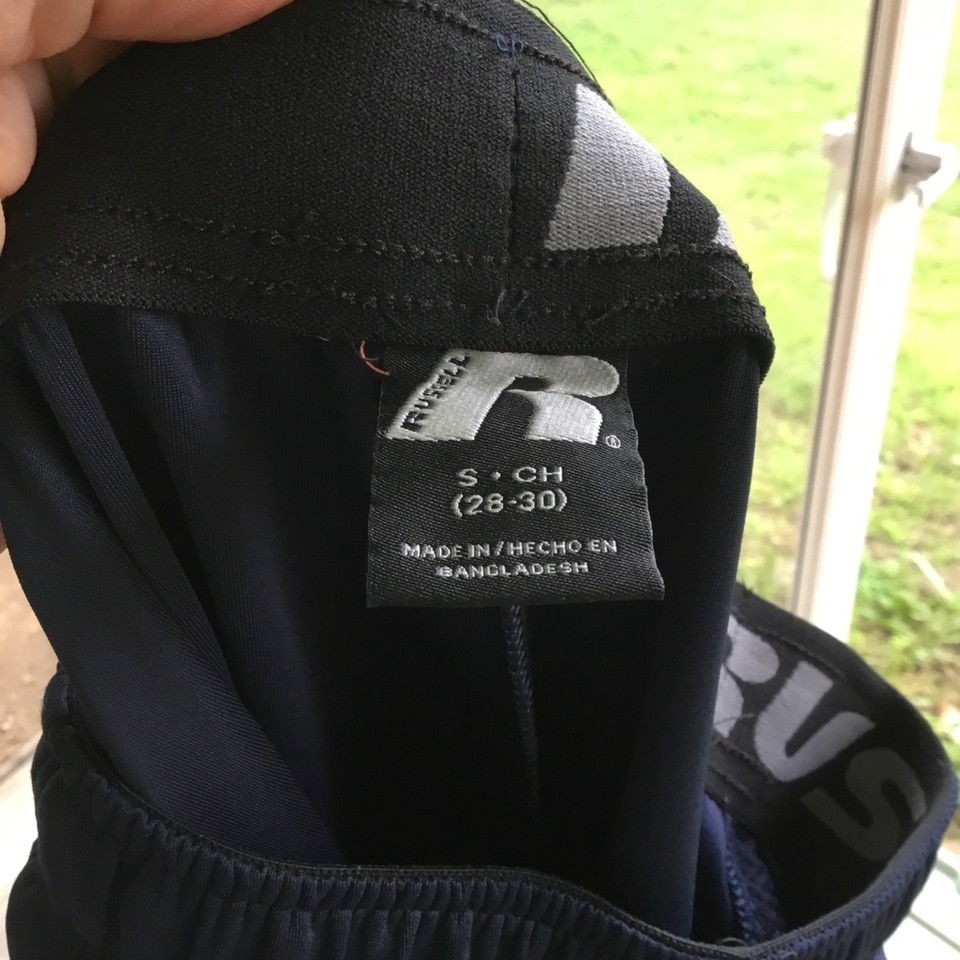 RUSSELL
R
®
S • CH
(28-30)
MADE IN / HECHO EN
BANGLADESH
RUS